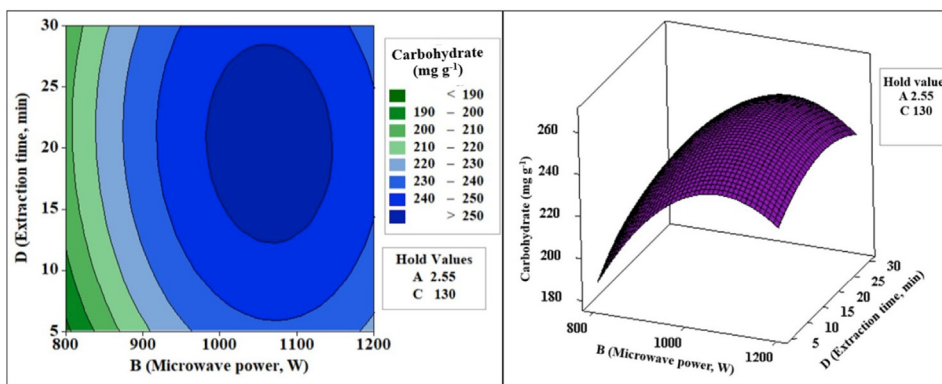 30
25
20
15
10
5
D (Extraction time, min)
800 900 1000 1100 1200
B (Microwave power, W)
Carbohydrate
(mg g-1)
< 190
190 – 200
200 – 210
210 – 220
220 – 230
230 – 240
240 – 250
> 250
Hold Values
A 2.55
C 130
Hold values
A 2.55
C 130
260
240
220
200
180
Carbohydrate (mg g-1)
800
1000
1200
B (Microwave power, W)
5
10
15
20
25
30
D (Extraction time, min)